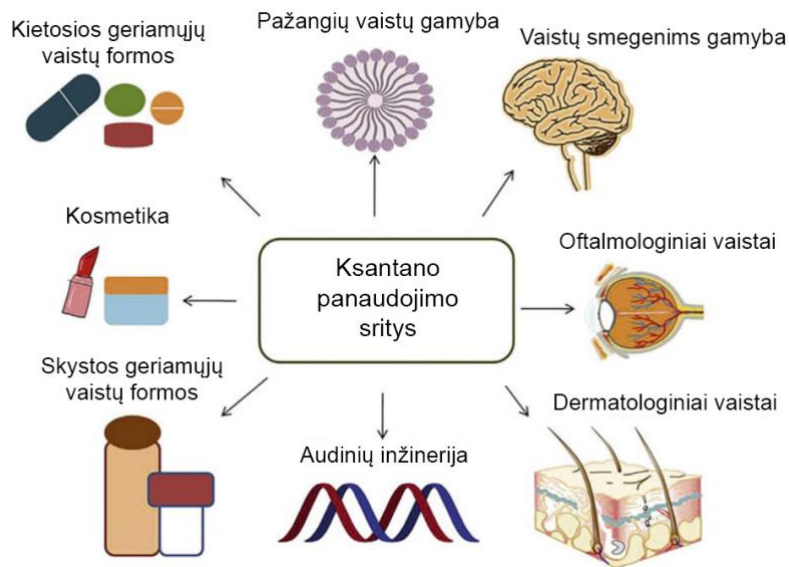 Kietosios geriamųjų
vaistų formos
Pažangių vaistų gamyba
Vaistų smegenims gamyba
Kosmetika
Ksantano
panaudojimo
sritys
Oftalmologiniai vaistai
Skystos geriamųjų
vaistų formos
Audinių inžinerija
Dermatologiniai vaistai